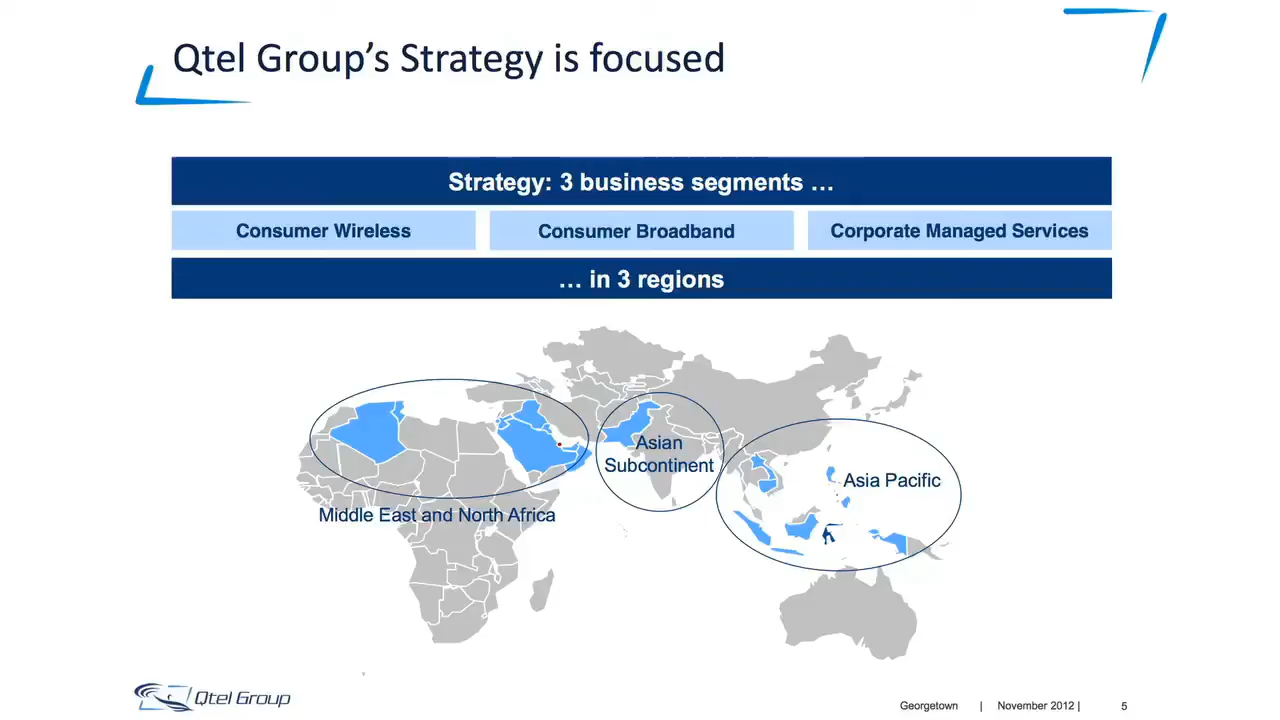 Qtel Group’s Strategy is focused
Strategy: 3 business segments …
Consumer Wireless
Consumer Broadband
Corporate Managed Services
… in 3 regions
Asian
Subcontinent
Asia Pacific
Middle East and North Africa
Qtel Group
Georgetown | November 2012 | 5